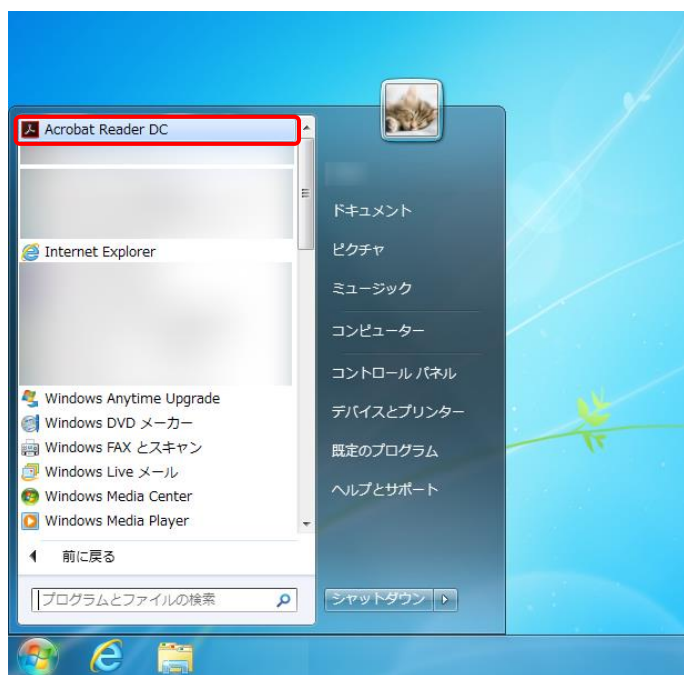 Acrobat Reader DC
Internet Explorer
Windows Anytime Upgrade
Windows DVD メーカー
Windows FAX とスキャン
Windows Live メール
Windows Media Center
Windows Media Player
前に戻る
プログラムとファイルの検索
ドキュメント
ピクチャ
ミュージック
コンピューター
コントロール パネル
デバイスとプリンター
既定のプログラム
ヘルプとサポート
シャットダウン